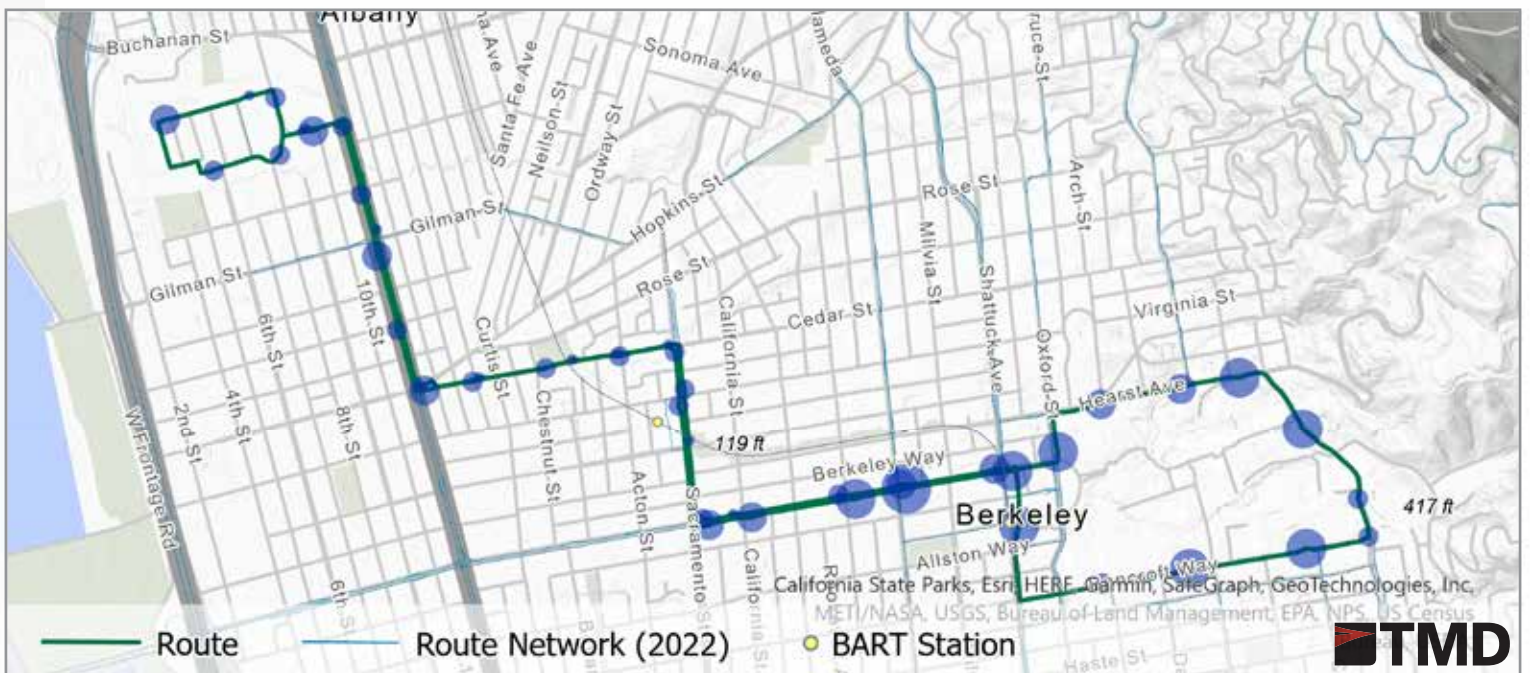 Albany
Buchanan St
Santa Fe Ave
Neilson St
Ordway St
Sonoma Ave
Hopkins St
Rose St
Arch St
Gilman St
Gilman St
Rose St
Milvia St
Shattuck Ave
Virginia St
Cedar St
California St
10th St
6th St
Curtis St
Oxford St
Hearst Ave
4th St
2nd St
8th St
Chestnut St
W Frontage Rd
119 ft
Berkeley Way
Acton St
Sacramento St
Berkeley
417 ft
Allston Way
California St
Bancroft Way
6th St
California State Parks, Esri, HERE, Garmin, SafeGraph, GeoTechnologies, Inc,
METI/NASA, USGS, Bureau of Land Management, EPA, NPS, US Census
Haste St
Route
Route Network (2022)
BART Station
TMD